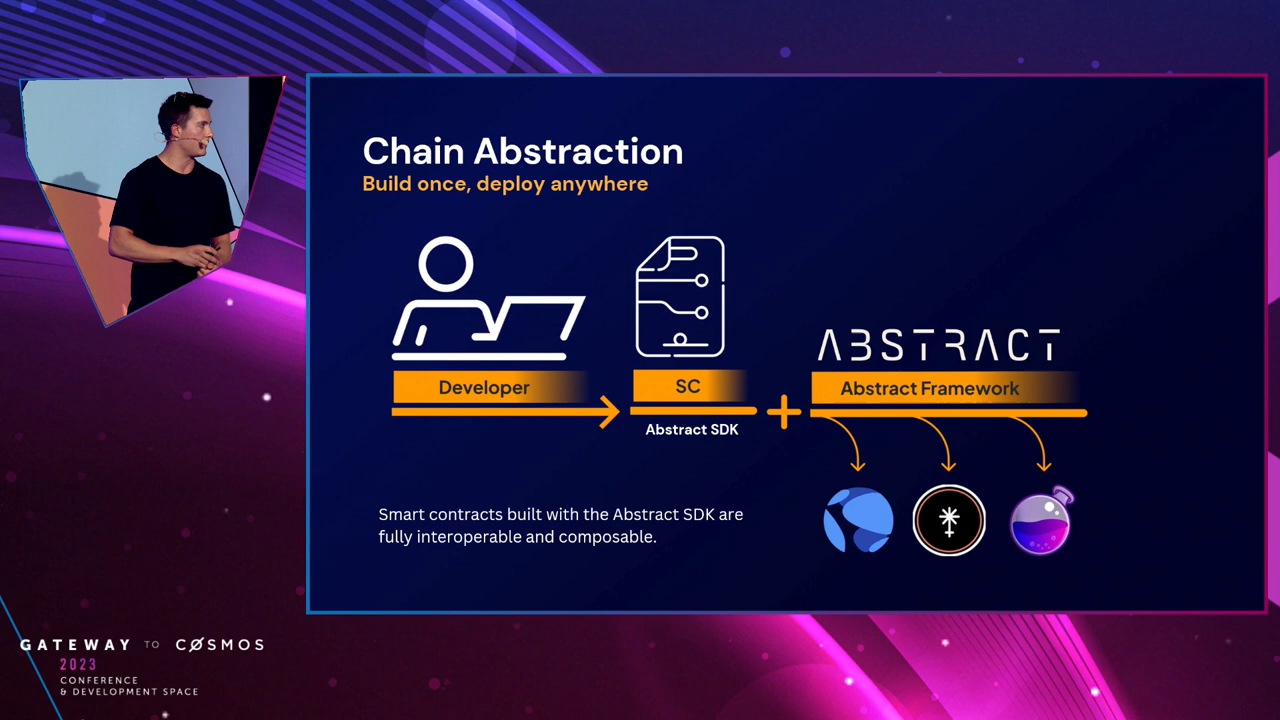 Chain Abstraction
Build once, deploy anywhere
ABSTRACT
Developer
SC
Abstract Framework
Abstract SDK
Smart contracts built with the Abstract SDK are
fully interoperable and composable.
GATEWAY TO CØSMOS
2023
CONFERENCE
& DEVELOPMENT SPACE